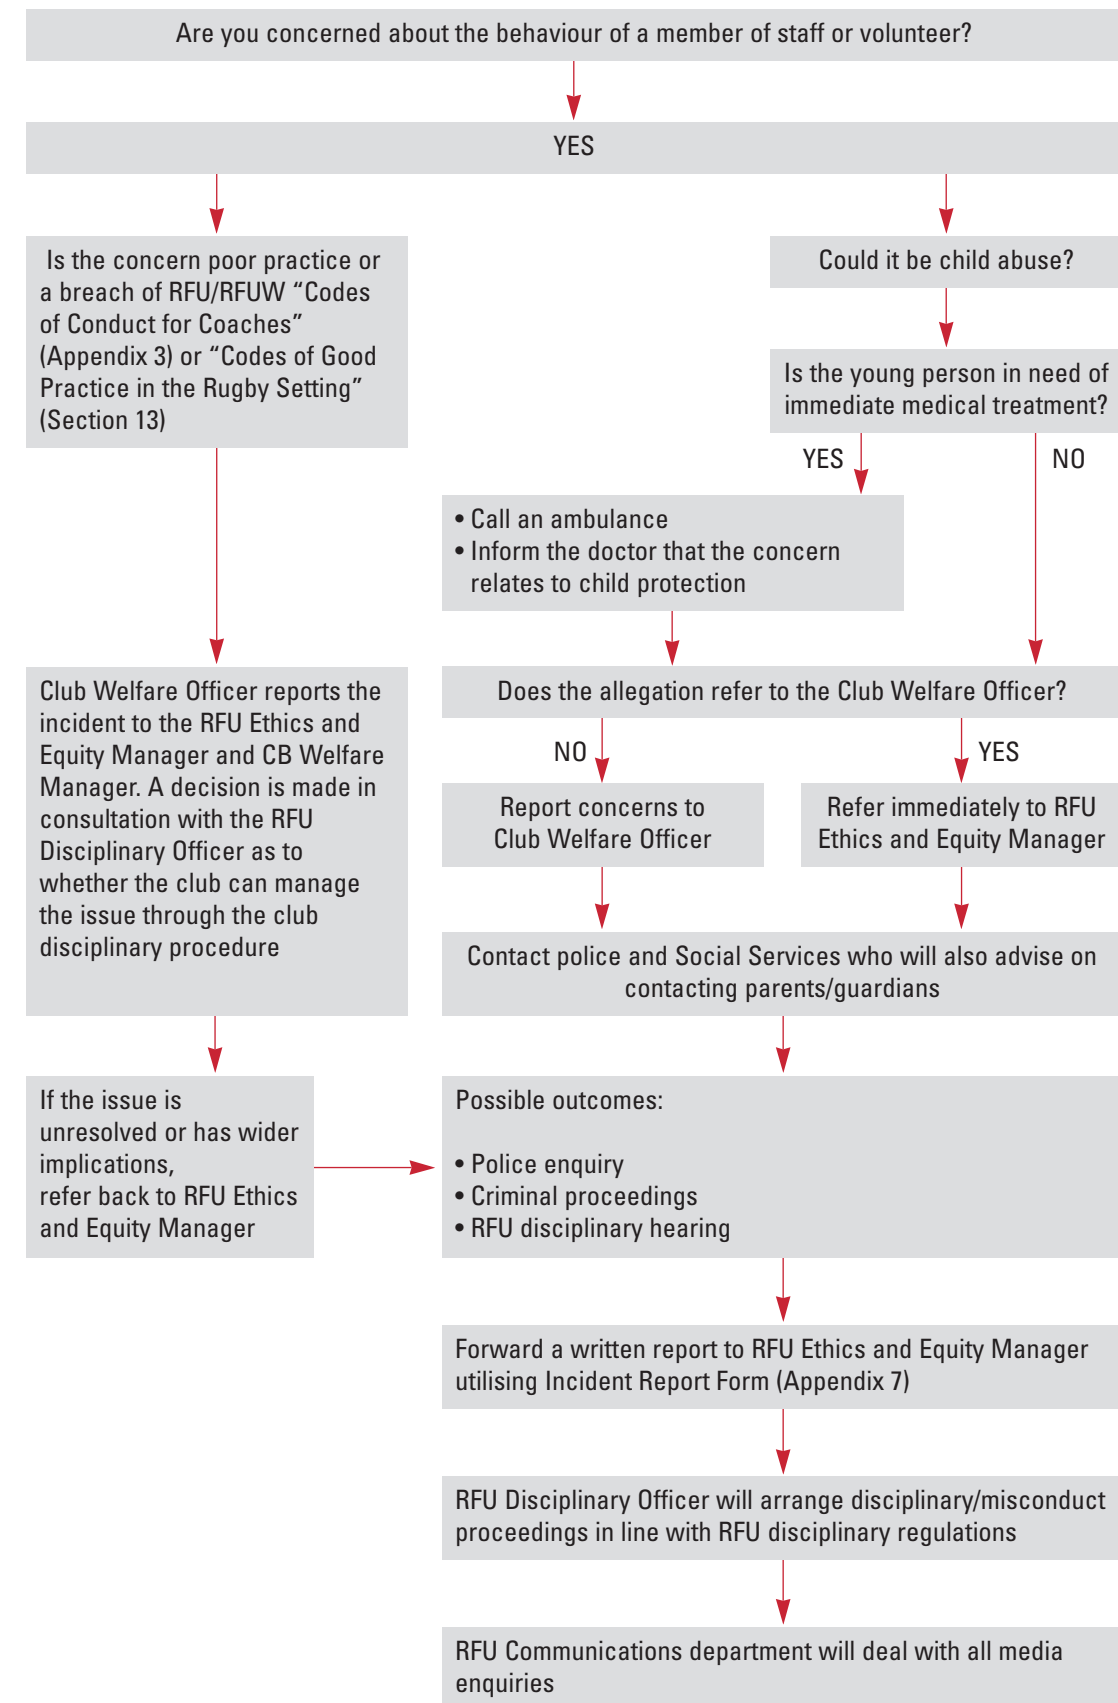 Are you concerned about the behaviour of a member of staff or volunteer?
YES
Is the concern poor practice or
a breach of RFU/RFUW “Codes
of Conduct for Coaches”
(Appendix 3) or “Codes of Good
Practice in the Rugby Setting”
(Section 13)
Could it be child abuse?
Is the young person in need of
immediate medical treatment?
YES
NO
• Call an ambulance
• Inform the doctor that the concern
relates to child protection
Club Welfare Officer reports the
incident to the RFU Ethics and
Equity Manager and CB Welfare
Manager. A decision is made in
consultation with the RFU
Disciplinary Officer as to
whether the club can manage
the issue through the club
disciplinary procedure
Does the allegation refer to the Club Welfare Officer?
NO
YES
Report concerns to
Club Welfare Officer
Refer immediately to RFU
Ethics and Equity Manager
Contact police and Social Services who will also advise on
contacting parents/guardians
If the issue is
unresolved or has wider
implications,
refer back to RFU Ethics
and Equity Manager
Possible outcomes:
• Police enquiry
• Criminal proceedings
• RFU disciplinary hearing
Forward a written report to RFU Ethics and Equity Manager
utilising Incident Report Form (Appendix 7)
RFU Disciplinary Officer will arrange disciplinary/misconduct
proceedings in line with RFU disciplinary regulations
RFU Communications department will deal with all media
enquiries